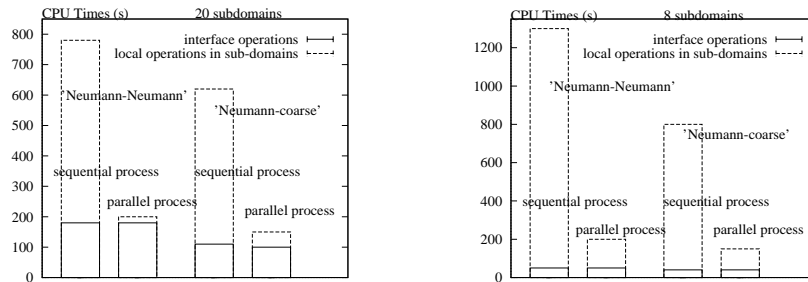 CPU Times (s) 20 subdomains
interface operations
local operations in sub-domains
800
700
600
500
400
300
200
100
0
'Neumann-Neumann'
'Neumann-coarse'
sequential process sequential process
parallel process
parallel process
CPU Times (s) 8 subdomains
interface operations
local operations in sub-domains
1200
1000
800
600
400
200
0
'Neumann-Neumann'
'Neumann-coarse'
sequential process sequential process
parallel process parallel process